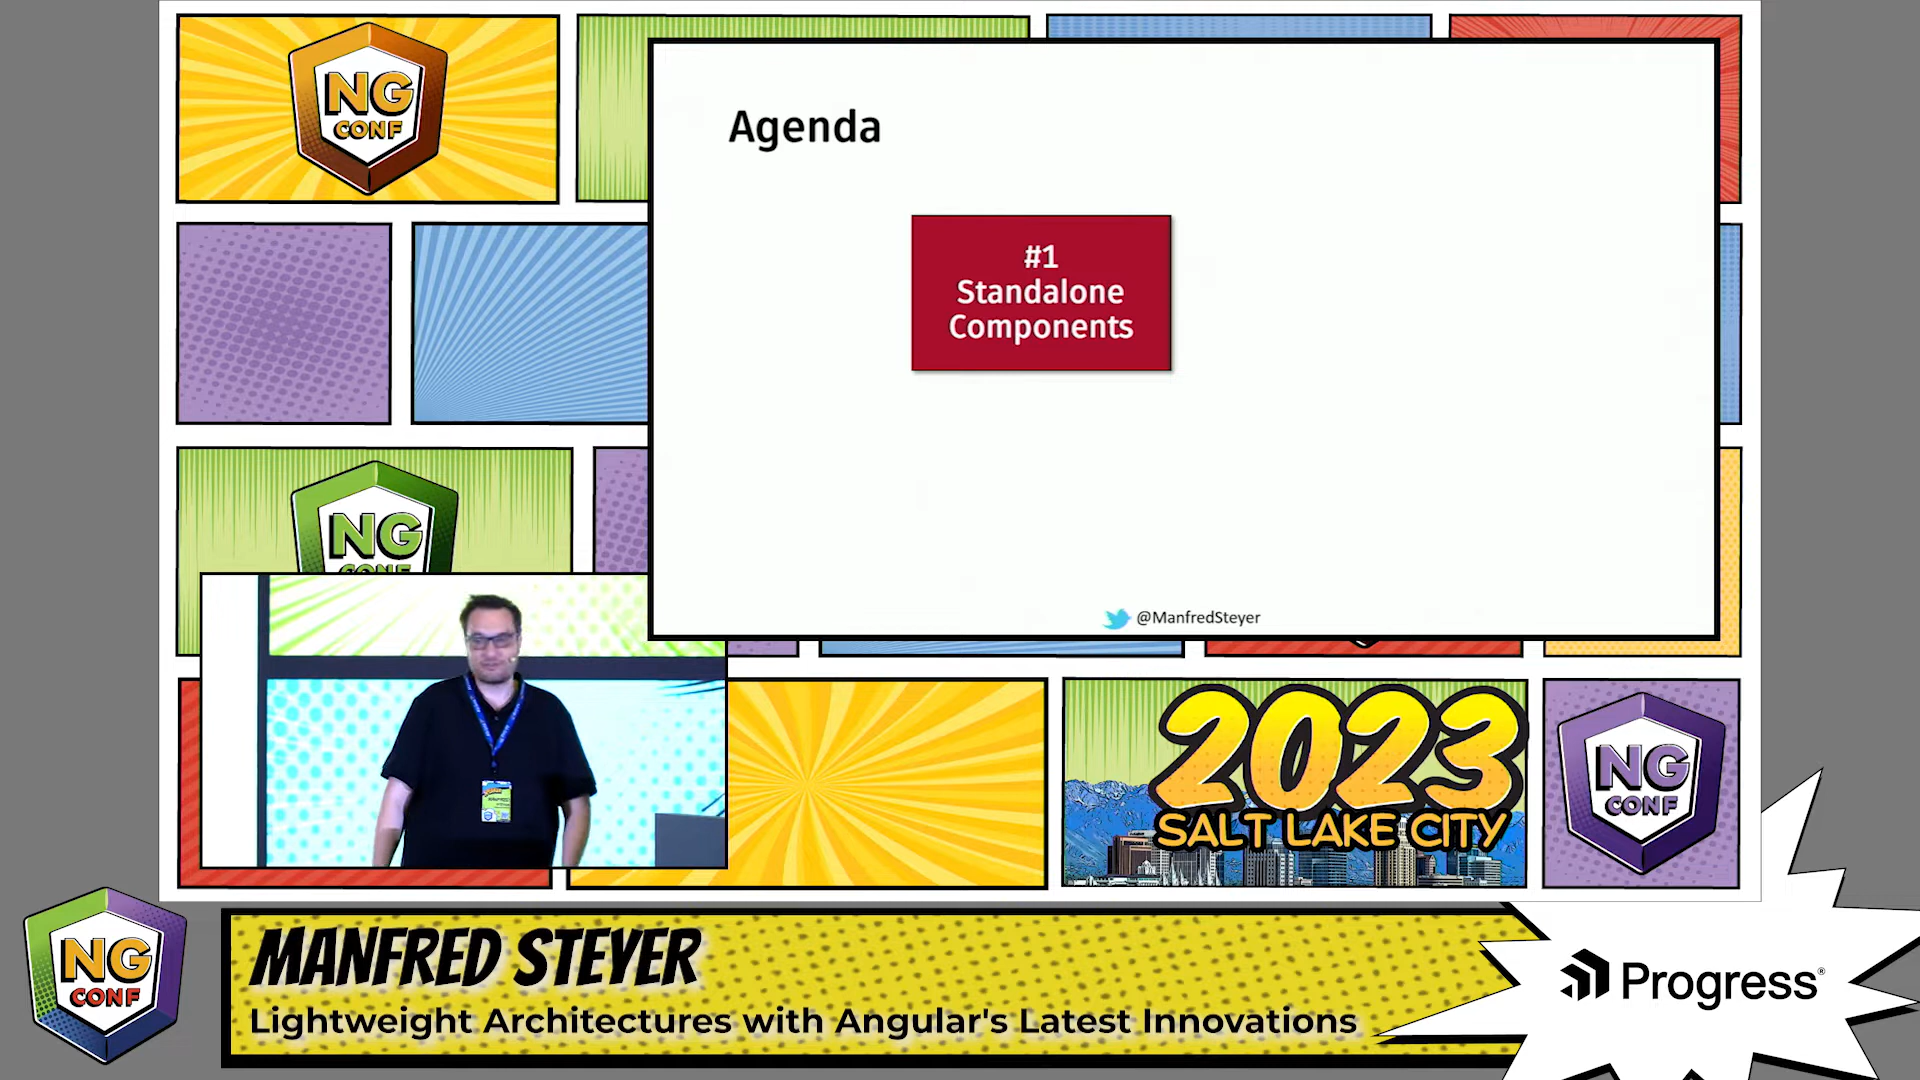 NG
CONF
Agenda
#1
Standalone
Components
@ManfredSteyer
NG
CONF
2023
SALT LAKE CITY
NG
CONF
NG
CONF
MANFRED STEYER
Lightweight Architectures with Angular's Latest Innovations
Progress®